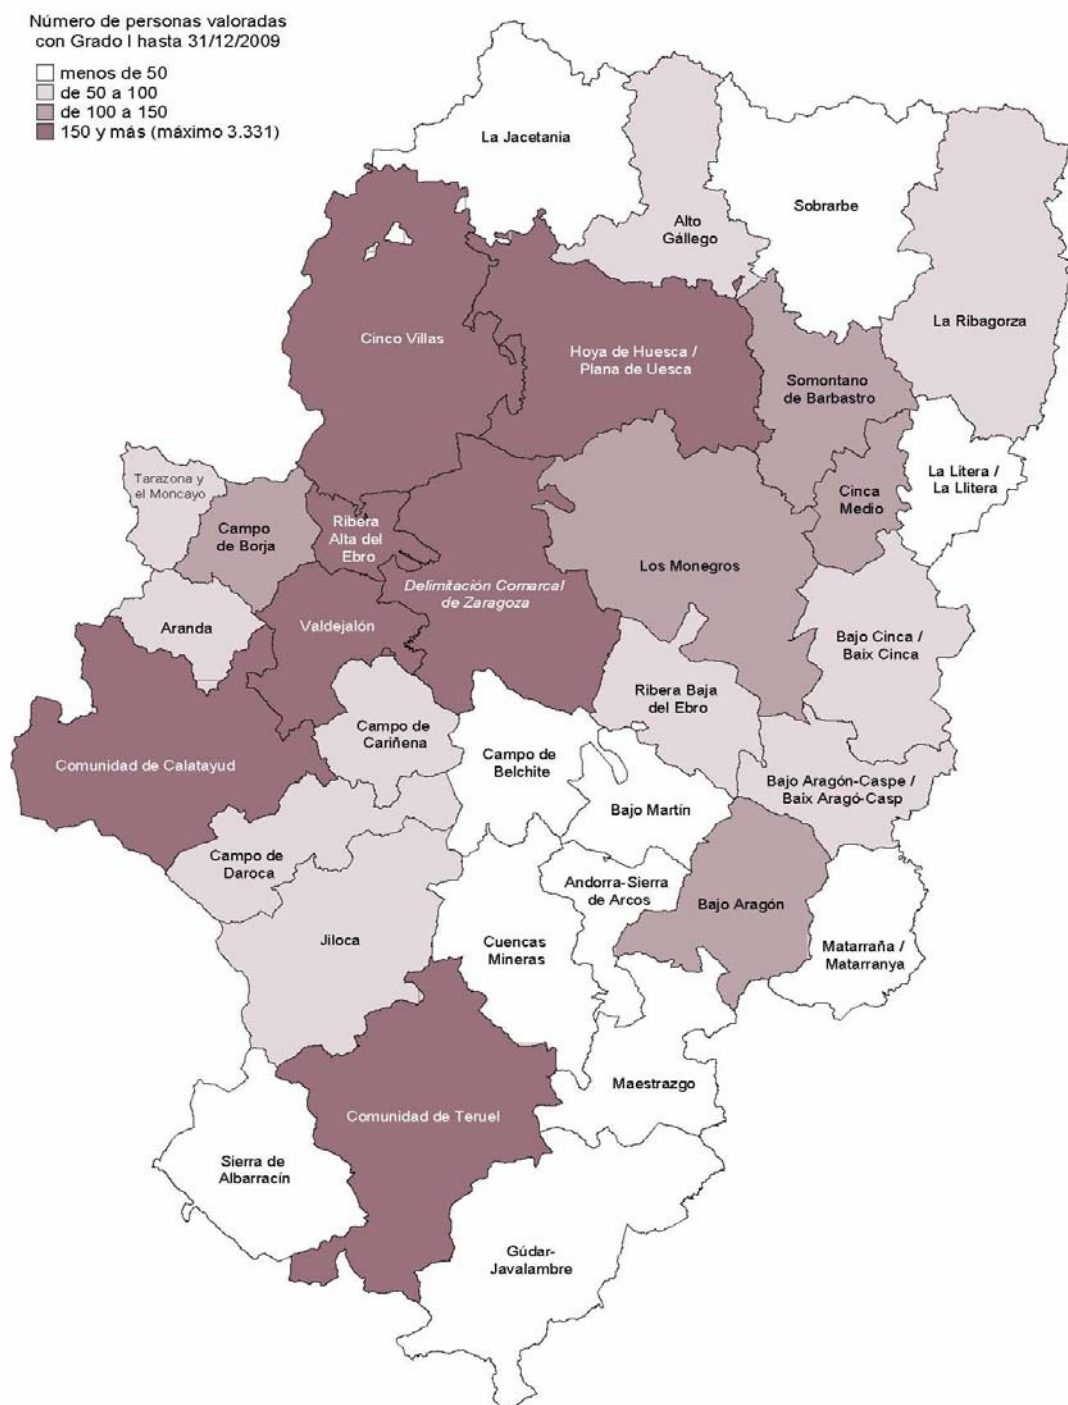 Número de personas valoradas
con Grado I hasta 31/12/2009
menos de 50
de 50 a 100
de 100 a 150
150 y más (máximo 3.331)
La Jacetania
Sobrarbe
Alto
Gállego
La Ribagorza
Cinco Villas
Hoya de Huesca /
Plana de Uesca
Somontano
de Barbastro
La Litera /
La Llitera
Tarazona y
el Moncayo
Cinca
Medio
Campo
de Borja
Ribera
Alta del
Ebro
Los Monegros
Delimitación Comarcal
de Zaragoza
Aranda
Valdejalón
Bajo Cinca /
Baix Cinca
Ribera Baja
del Ebro
Campo de
Cariñena
Comunidad de Calatayud
Campo de
Belchite
Bajo Aragón-Caspe /
Baix Aragó-Casp
Bajo Martín
Campo de
Daroca
Andorra-Sierra
de Arcos
Bajo Aragón
Jiloca
Cuencas
Mineras
Matarraña /
Matarranya
Maestrazgo
Comunidad de Teruel
Sierra de
Albarracín
Gúdar-
Javalambre